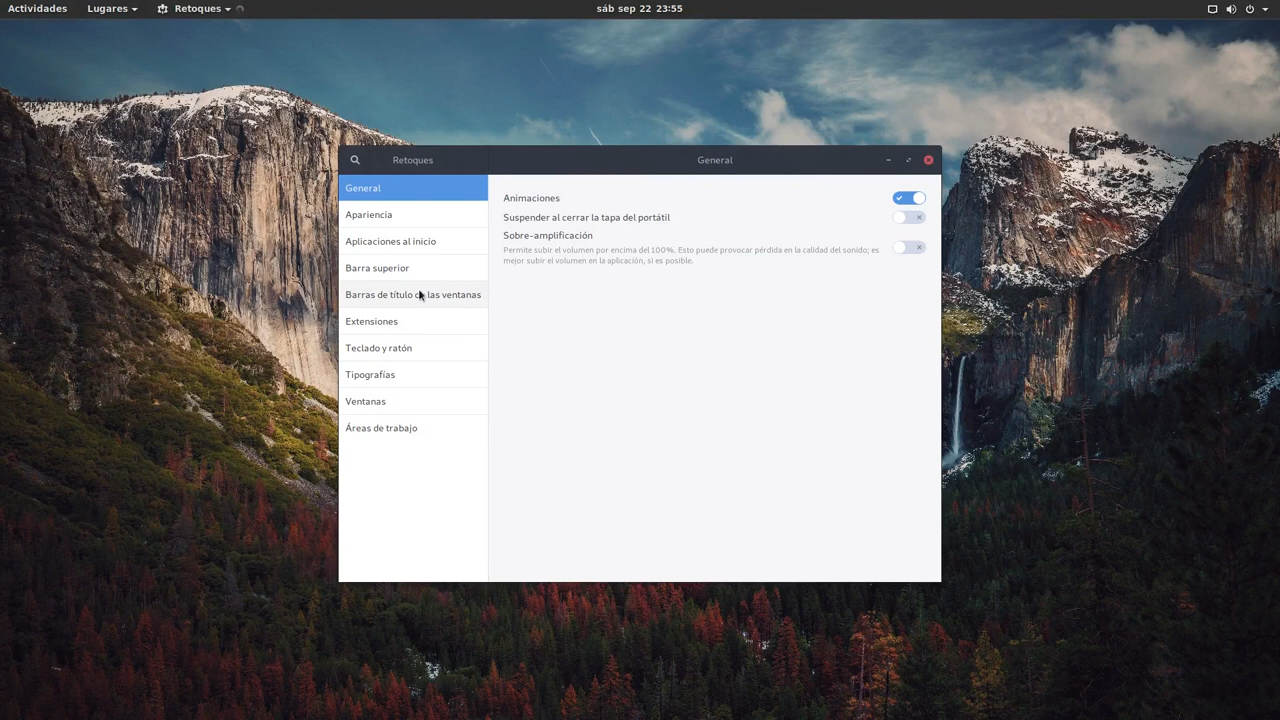 Actividades Lugares Retoques sáb sep 22 23:55
Retoques General
General
Apariencia
Aplicaciones al inicio
Barra superior
Barras de título de las ventanas
Extensiones
Teclado y ratón
Tipografías
Ventanas
Áreas de trabajo
Animaciones
Suspender al cerrar la tapa del portátil
Sobre-amplificación
Permite subir el volumen por encima del 100%. Esto puede provocar pérdida en la calidad del sonido; es
mejor subir el volumen en la aplicación, si es posible.